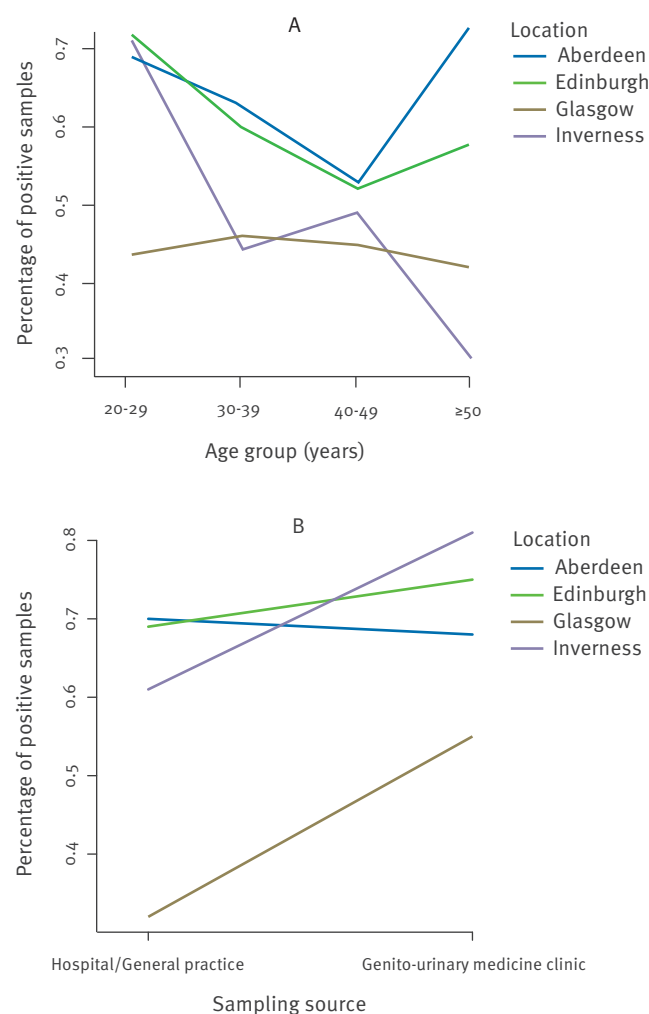 A
Location
Aberdeen
Edinburgh
Glasgow
Inverness
Percentage of positive samples
0.7
0.6
0.5
0.4
0.3
20-29 30-39 40-49 ≥50
Age group (years)
B
Location
Aberdeen
Edinburgh
Glasgow
Inverness
Percentage of positive samples
0.8
0.7
0.6
0.5
0.4
Hospital/General practice Genito-urinary medicine clinic
Sampling source